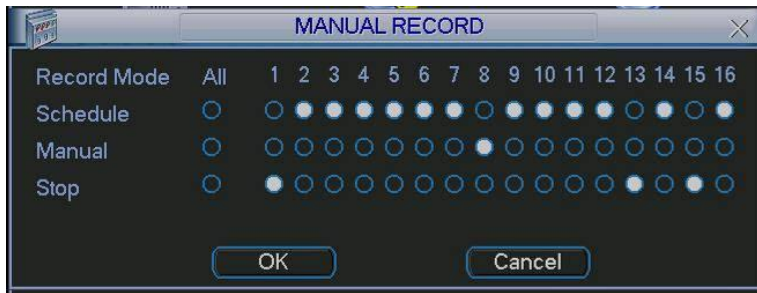 MANUAL RECORD
Record Mode All 1 2 3 4 5 6 7 8 9 10 11 12 13 14 15 16
Schedule
Manual
Stop
OK Cancel